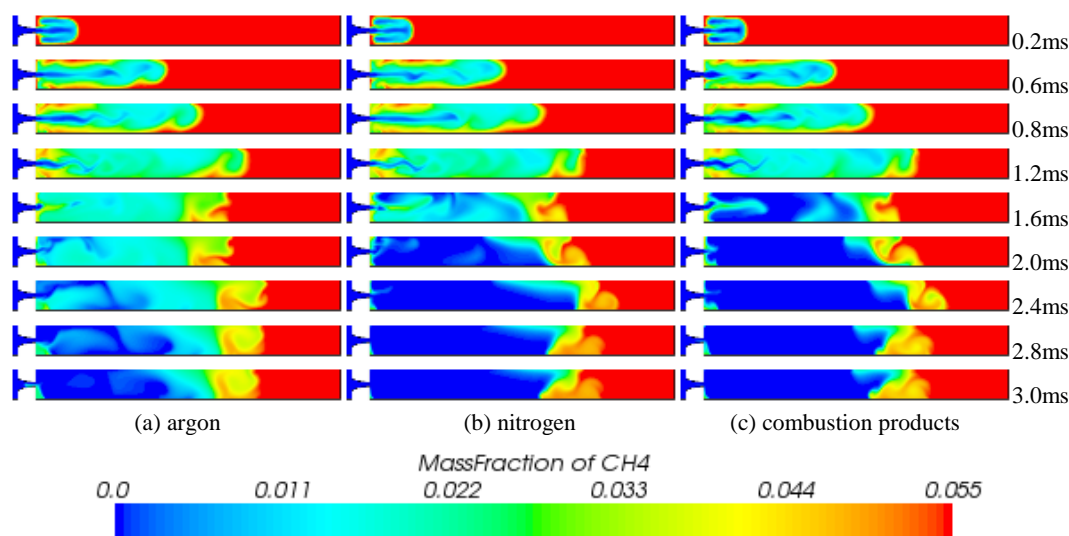 0.2ms
0.6ms
0.8ms
1.2ms
1.6ms
2.0ms
2.4ms
2.8ms
3.0ms
(a) argon (b) nitrogen (c) combustion products
MassFraction of CH4
0.0 0.011 0.022 0.033 0.044 0.055